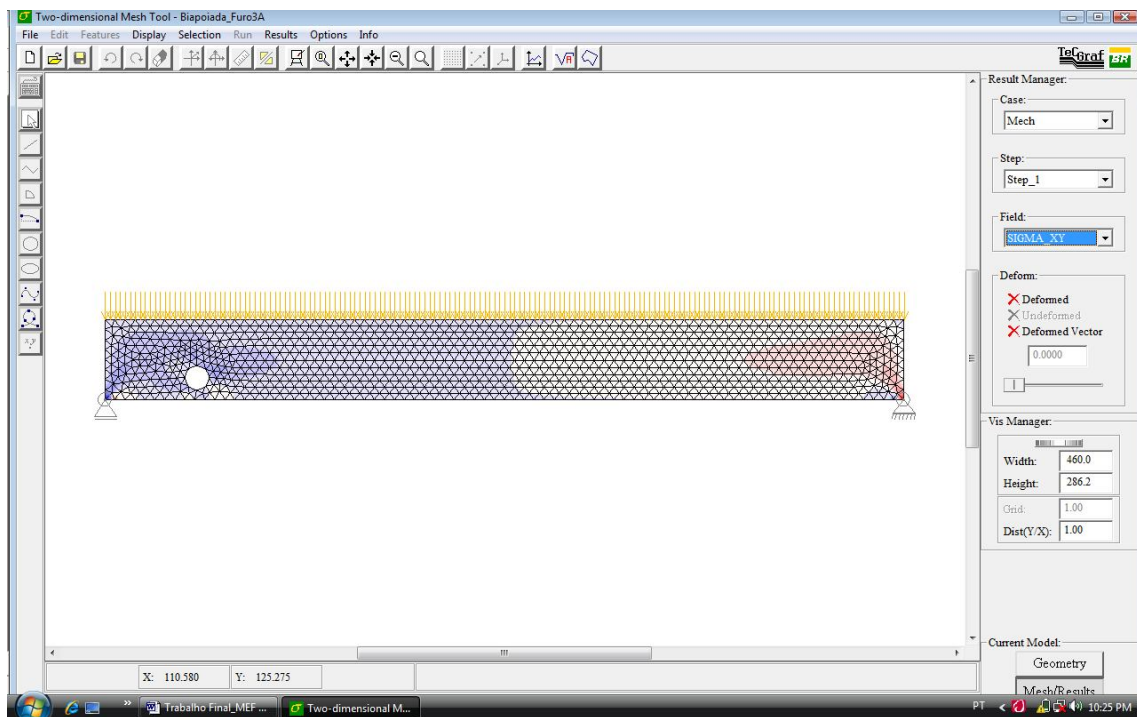 Two-dimensional Mesh Tool - Biapoiada_Furo3A
File Edit Features Display Selection Run Results Options Info
TeCGraf BR
Result Manager:
Case:
Mech
Step:
Step_1
Field:
SIGMA_XY
Deform:
Deformed
Undeformed
Deformed Vector
0.0000
Vis Manager:
Width: 460.0
Height: 286.2
Grid: 1.00
Dist(Y/X): 1.00
Current Model:
Geometry
Mesh/Results
X: 110.580 Y: 125.275
Trabalho Final_MEF ... Two-dimensional M... PT 10:25 PM